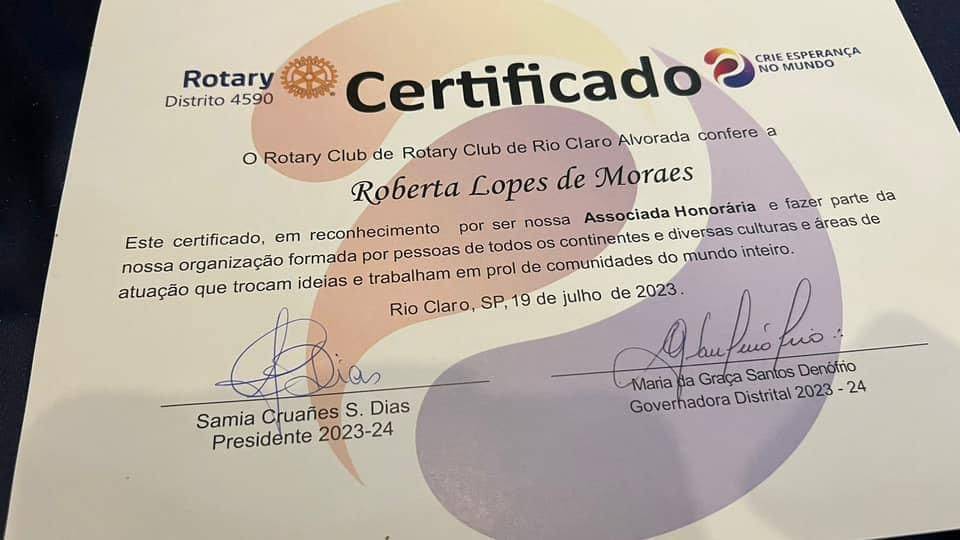 Rotary
Distrito 4590
Certificado
CRIE ESPERANÇA
NO MUNDO
O Rotary Club de Rotary Club de Rio Claro Alvorada confere a
Roberta Lopes de Moraes
Este certificado, em reconhecimento por ser nossa Associada Honorária e fazer parte da
nossa organização formada por pessoas de todos os continentes e diversas culturas e áreas de
atuação que trocam ideias e trabalham em prol de comunidades do mundo inteiro.
Rio Claro, SP, 19 de julho de 2023.
Dias
Samia Cruañes S. Dias
Presidente 2023-24
Maria da Graça Santos Denófrio
Governadora Distrital 2023 - 24